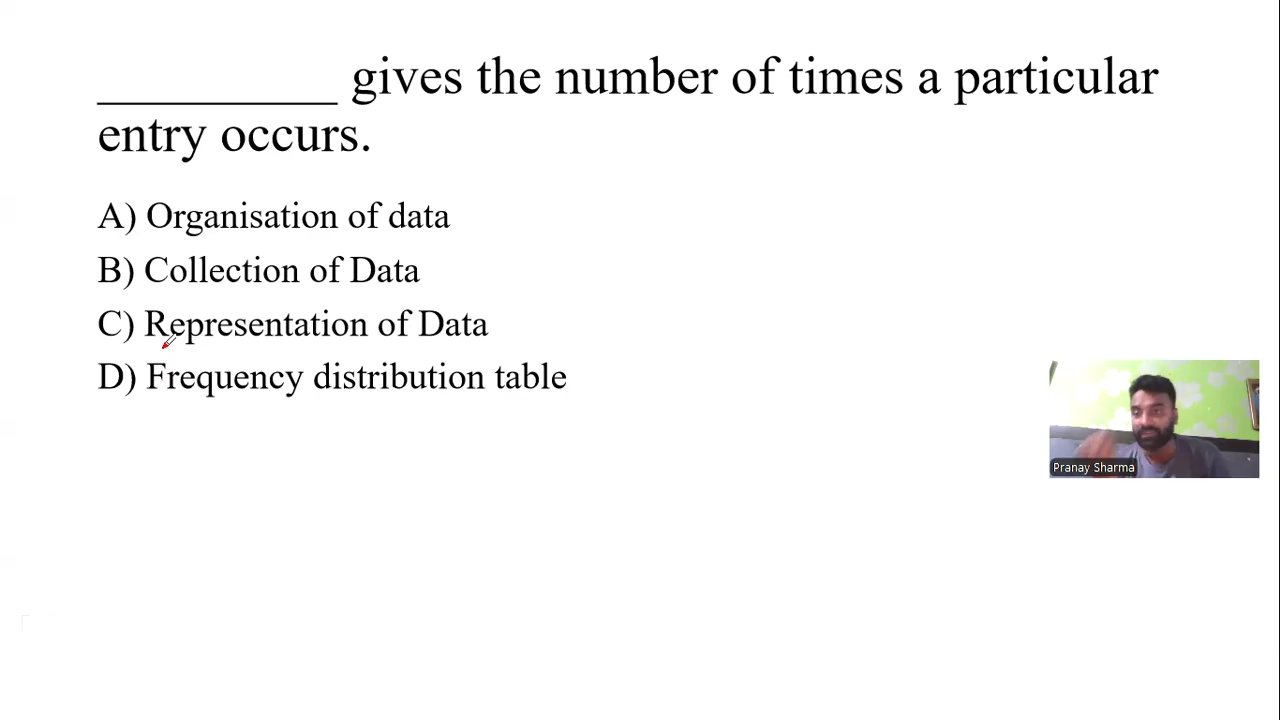 __________ gives the number of times a particular
entry occurs.
A) Organisation of data
B) Collection of Data
C) Representation of Data
D) Frequency distribution table
Pranay Sharma